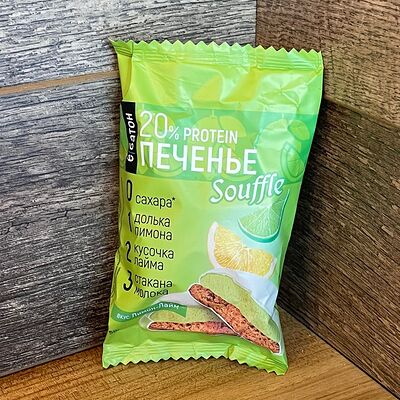 ё|батон
20% PROTEIN
ПЕЧЕНЬЕ
Souffle
0 сахара*
1 долька
лимона
2 кусочка
лайма
3 стакана
молока
вкус Лимон-Лайм